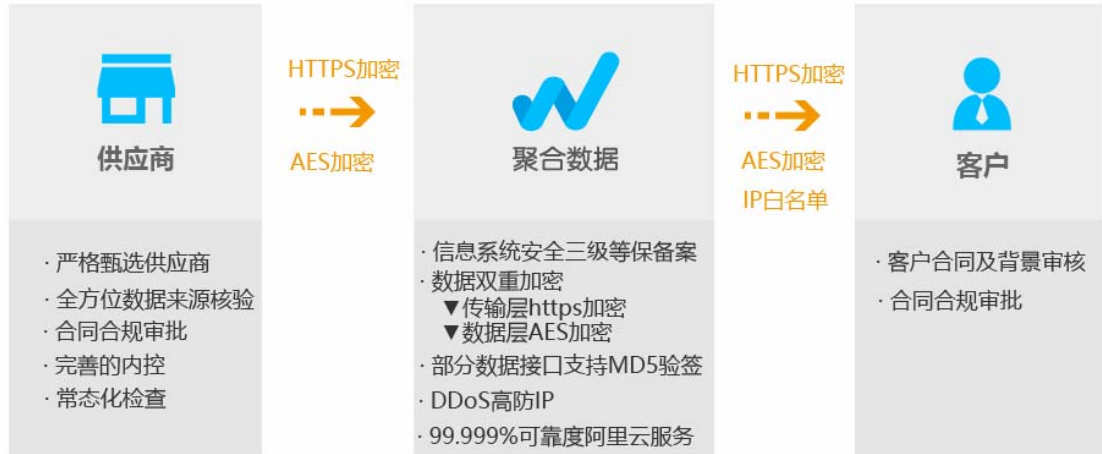 供应商
· 严格甄选供应商
· 全方位数据来源核验
· 合同合规审批
· 完善的内控
· 常态化检查
HTTPS加密
AES加密
聚合数据
· 信息系统安全三级等保备案
· 数据双重加密
▼传输层https加密
▼数据层AES加密
· 部分数据接口支持MD5验签
· DDoS高防IP
· 99.999%可靠度阿里云服务
HTTPS加密
AES加密
IP白名单
客户
· 客户合同及背景审核
· 合同合规审批